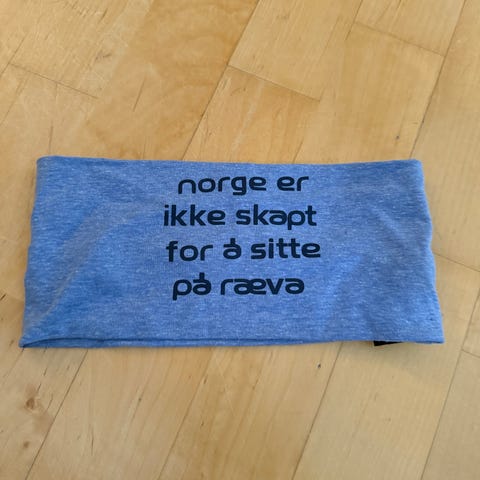 norge er
ikke skapt
for å sitte
på ræva